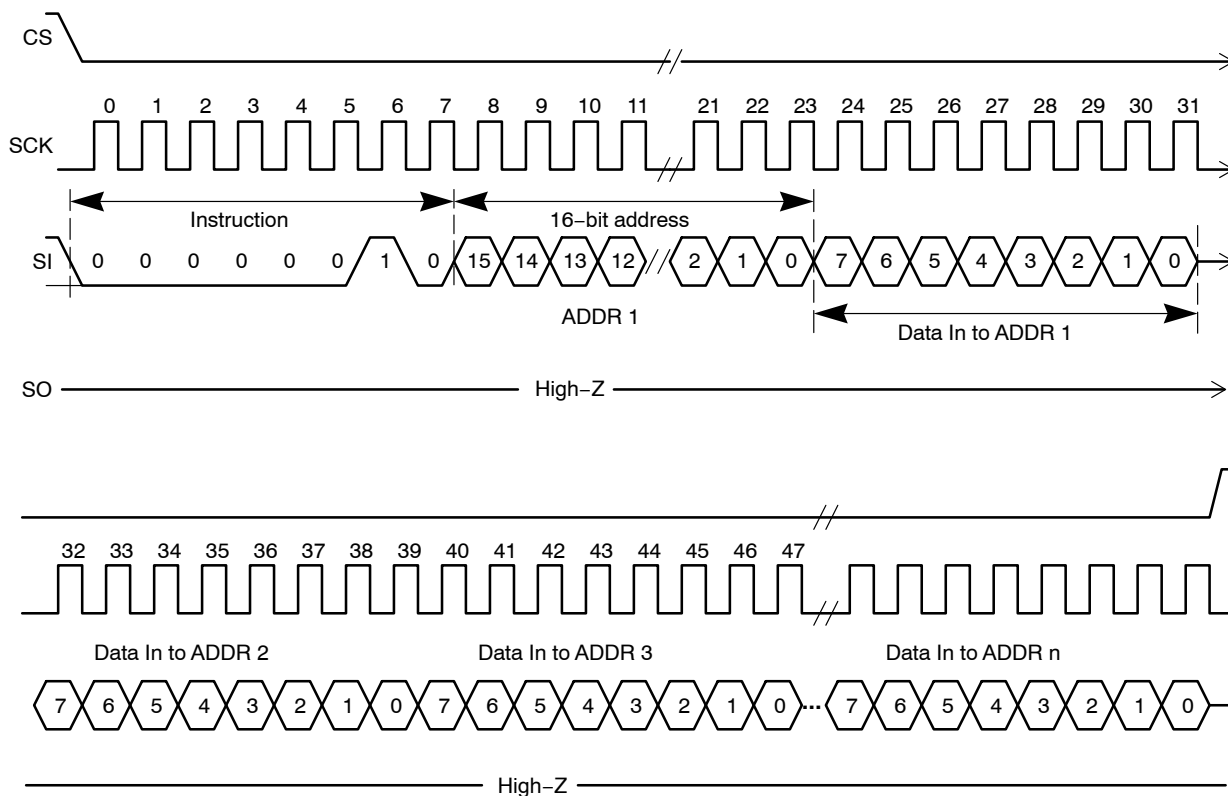 CS
0 1 2 3 4 5 6 7 8 9 10 11 21 22 23 24 25 26 27 28 29 30 31
SCK
Instruction 16−bit address
SI 0 0 0 0 0 0 1 0 15 14 13 12 2 1 0 7 6 5 4 3 2 1 0
ADDR 1
Data In to ADDR 1
SO High−Z
32 33 34 35 36 37 38 39 40 41 42 43 44 45 46 47
Data In to ADDR 2 Data In to ADDR 3 Data In to ADDR n
7 6 5 4 3 2 1 0 7 6 5 4 3 2 1 0 ... 7 6 5 4 3 2 1 0
High−Z